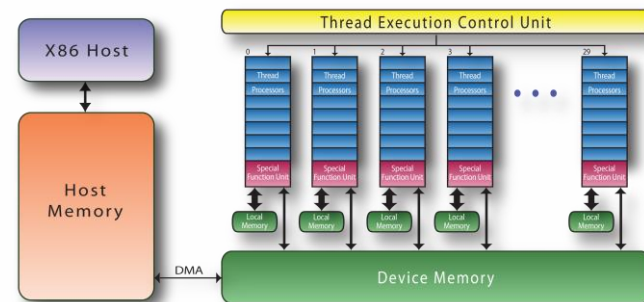 Thread Execution Control Unit
X86 Host
0
1
2
3
29
Thread
Processors
Thread
Processors
Thread
Processors
Thread
Processors
Thread
Processors
Special
Function Unit
Special
Function Unit
Special
Function Unit
Special
Function Unit
Special
Function Unit
Host
Memory
Local
Memory
Local
Memory
Local
Memory
Local
Memory
Local
Memory
DMA
Device Memory